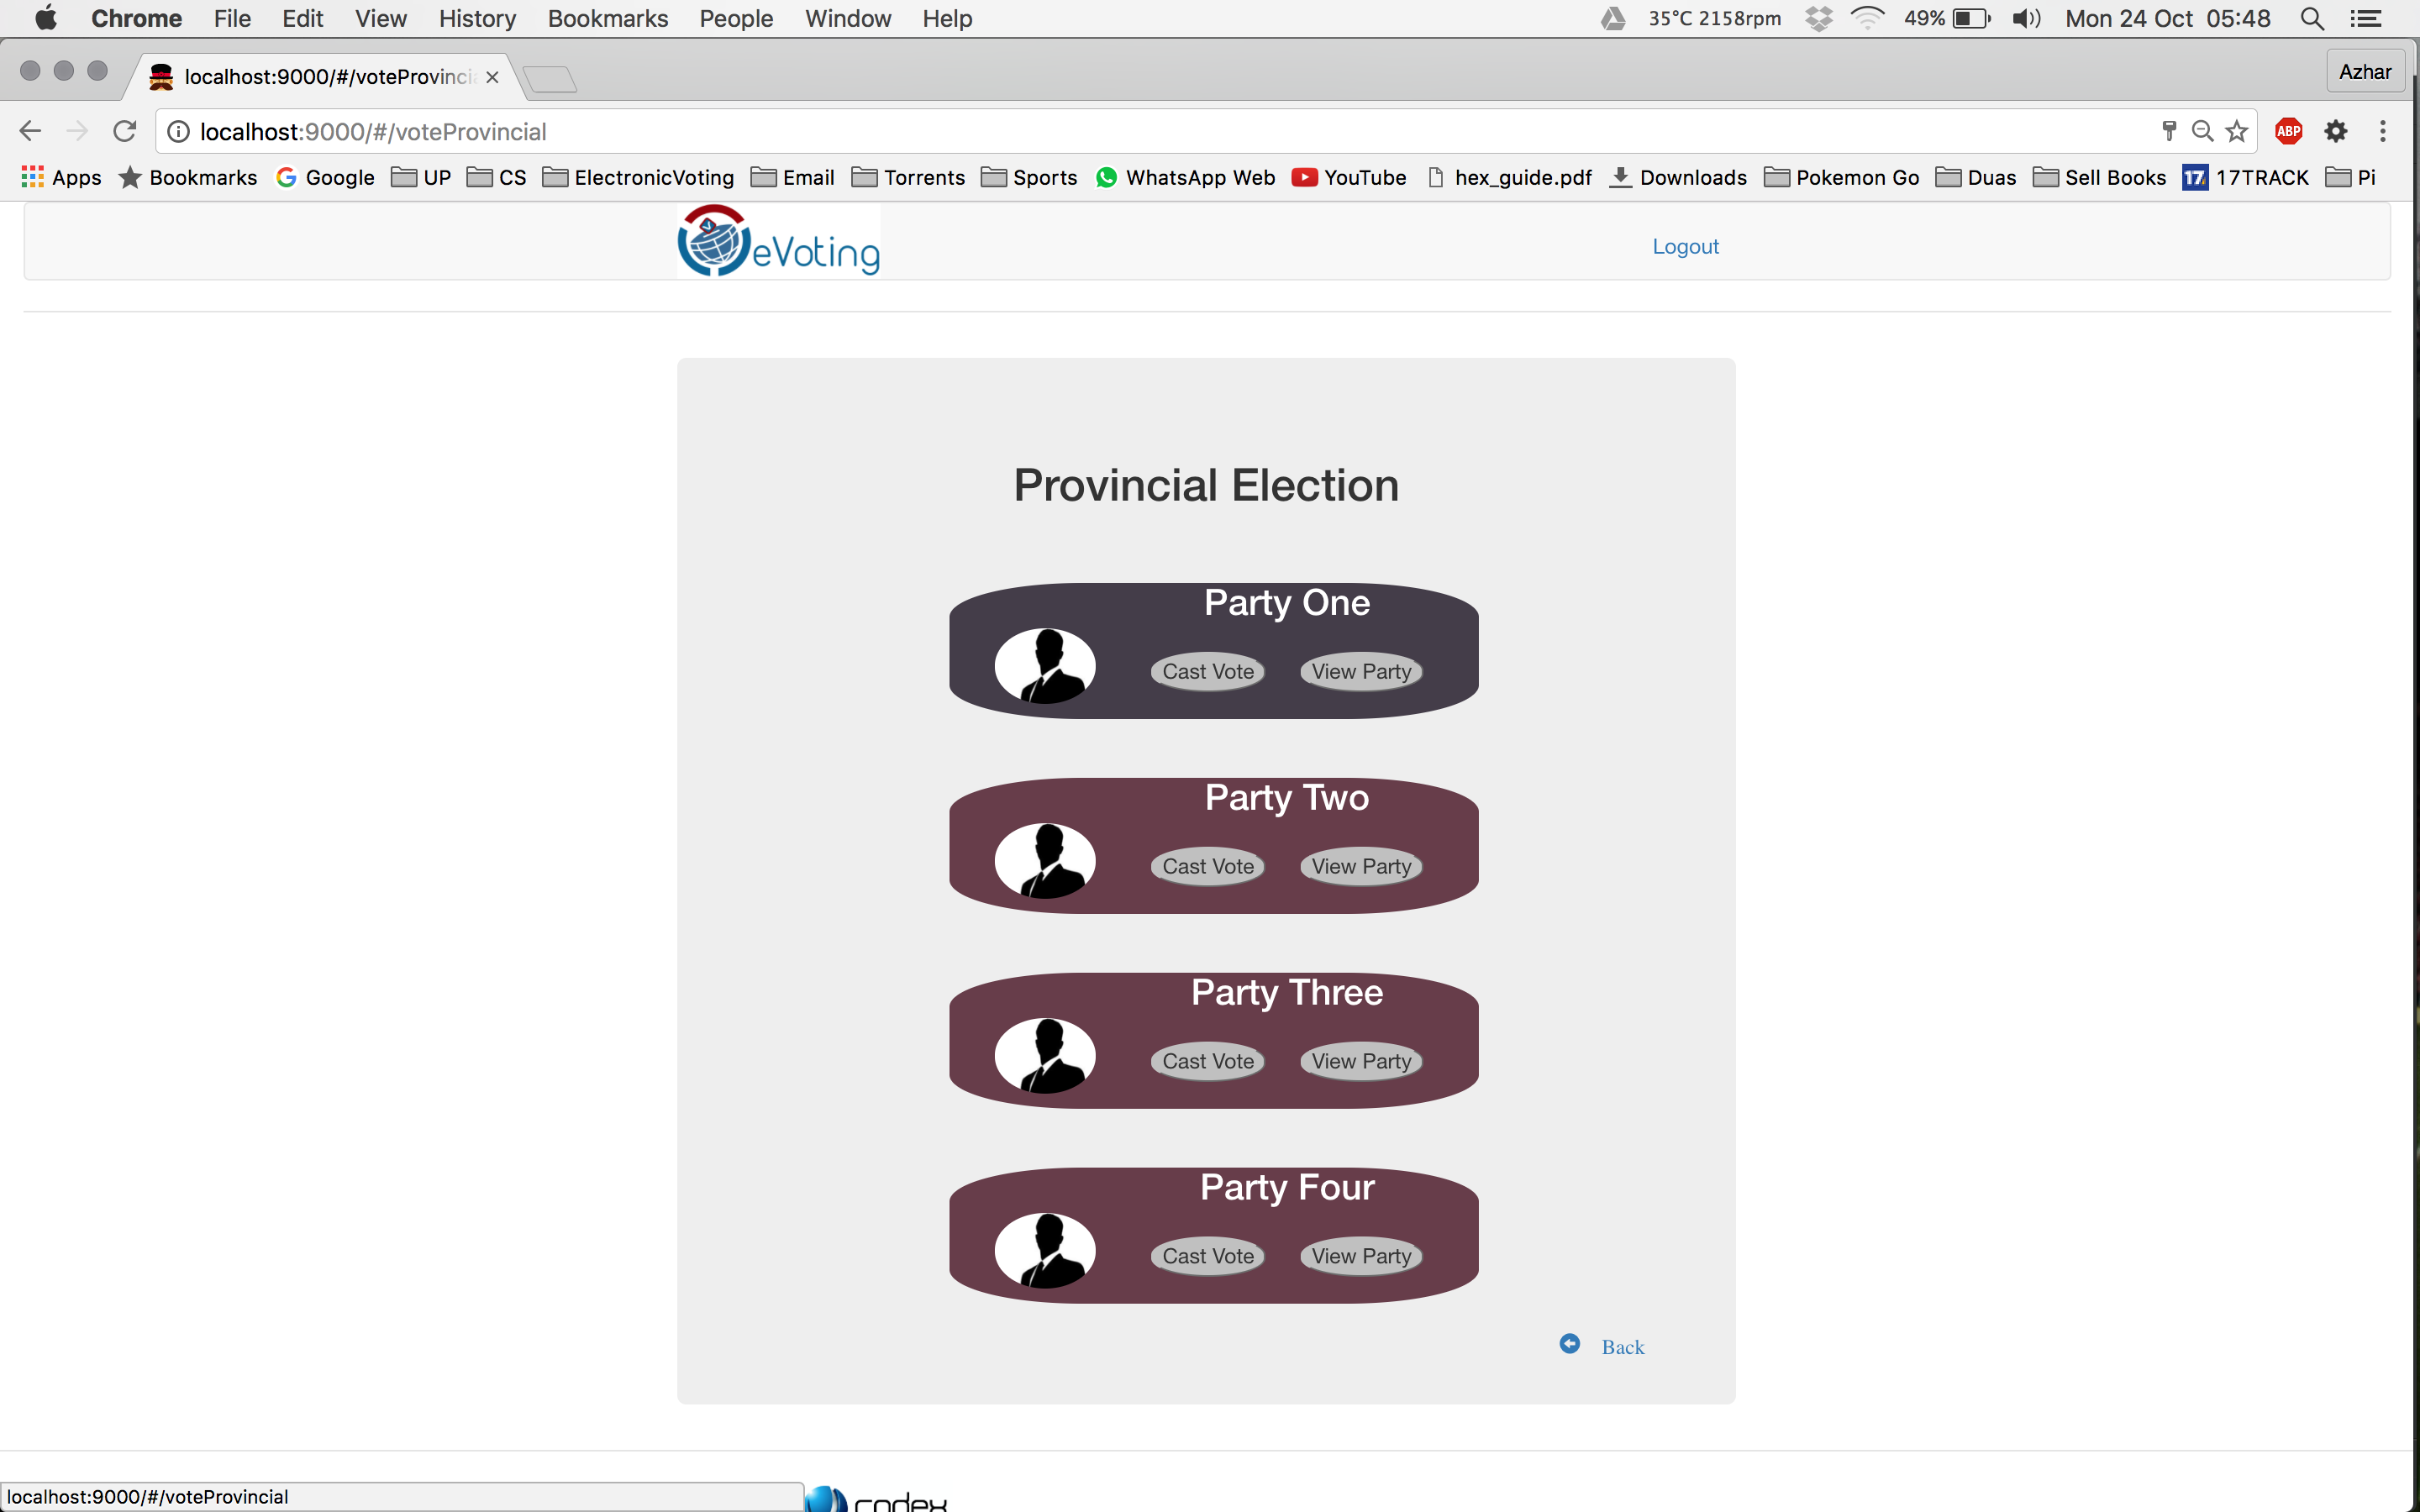 Chrome File Edit View History Bookmarks People Window Help 35°C 2158rpm 49% Mon 24 Oct 05:48
localhost:9000/#/voteProvinci Azhar
localhost:9000/#/voteProvincial ABP
Apps Bookmarks Google UP CS ElectronicVoting Email Torrents Sports WhatsApp Web YouTube hex_guide.pdf Downloads Pokemon Go Duas Sell Books 17 17TRACK Pi
eVoting Logout
Provincial Election
Party One
Cast Vote View Party
Party Two
Cast Vote View Party
Party Three
Cast Vote View Party
Party Four
Cast Vote View Party
Back
localhost:9000/#/voteProvincial codex